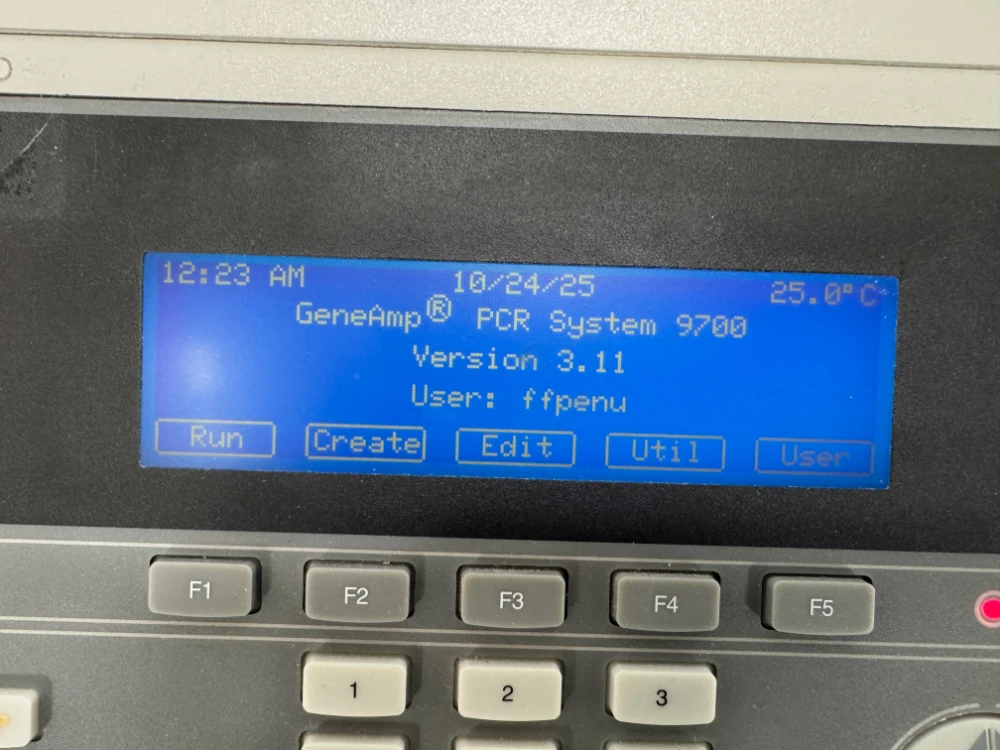 12:23 AM 10/24/25 25.0°C
GeneAmp® PCR System 9700
Version 3.11
User: ffpenu
Run Create Edit Util User
F1 F2 F3 F4 F5
1 2 3